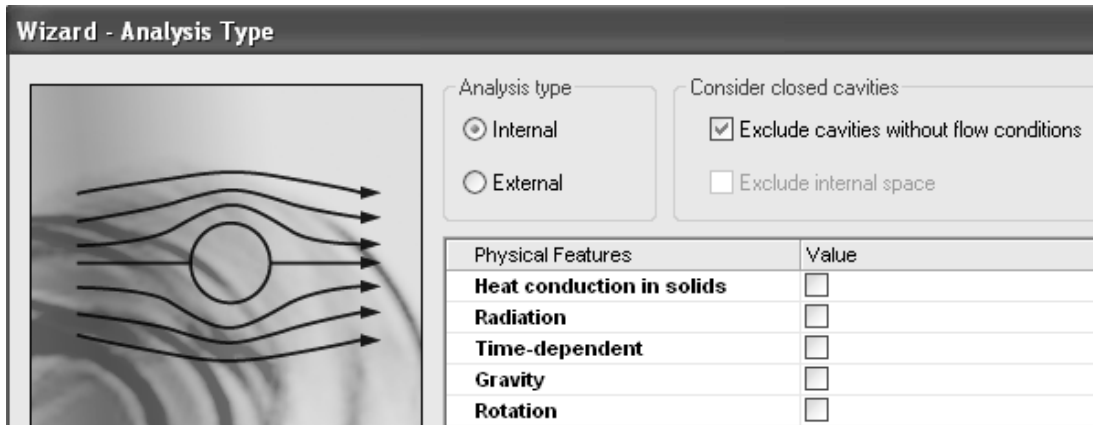 Wizard - Analysis Type
Analysis type
Internal
External
Consider closed cavities
Exclude cavities without flow conditions
Exclude internal space
Physical Features Value
Heat conduction in solids
Radiation
Time-dependent
Gravity
Rotation